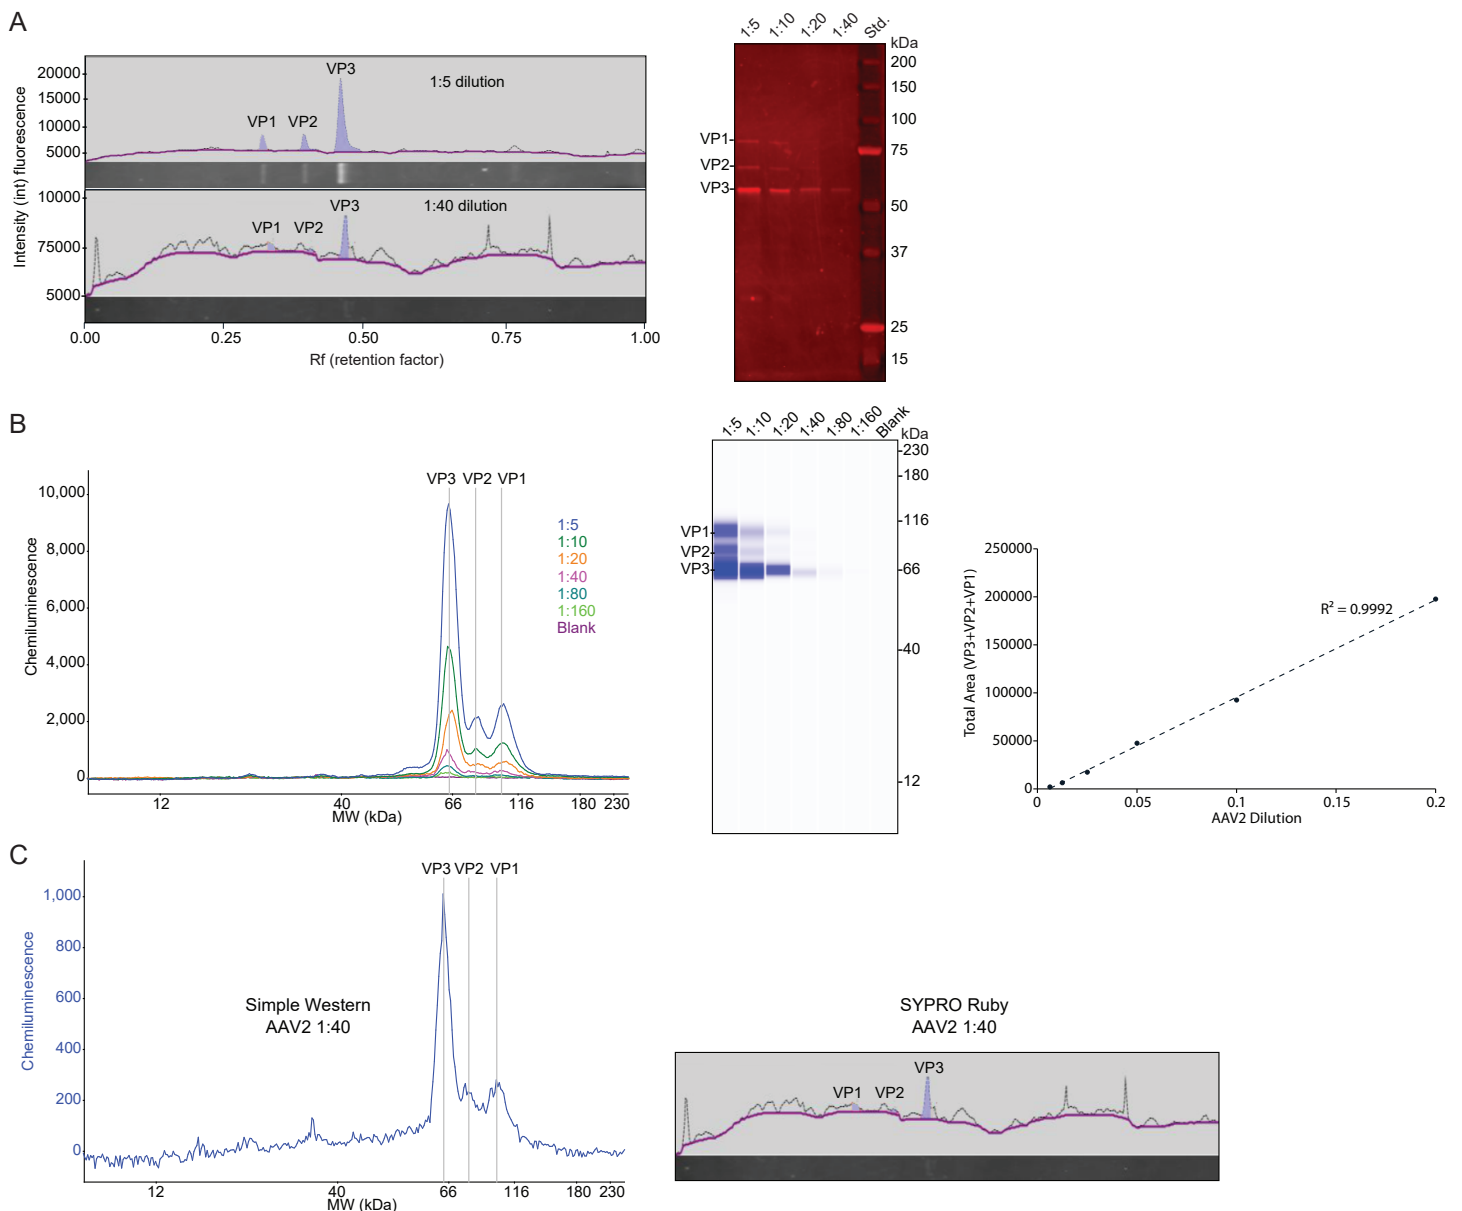 A
Intensity (int) fluorescence
20000
15000
10000
5000
VP1
VP2
VP3
1:5 dilution
10000
75000
5000
VP1
VP2
VP3
1:40 dilution
0.00
0.25
0.50
0.75
1.00
Rf (retention factor)
1:5
1:10
1:20
1:40
Std.
kDa
VP1
VP2
VP3
200
150
100
75
50
37
25
15
B
Chemiluminescence
10,000
8,000
6,000
4,000
2,000
0
VP3
VP2
VP1
1:5
1:10
1:20
1:40
1:80
1:160
Blank
12
40
66
116
180
230
MW (kDa)
1:5
1:10
1:20
1:40
1:80
1:160
Blank
kDa
VP1
VP2
VP3
230
180
116
66
40
12
Total Area (VP3+VP2+VP1)
250000
200000
150000
100000
50000
0
R² = 0.9992
0
0.05
0.1
0.15
0.2
AAV2 Dilution
C
Chemiluminescence
1,000
800
600
400
200
0
VP3
VP2
VP1
Simple Western
AAV2 1:40
12
40
66
116
180
230
MW (kDa)
SYPRO Ruby
AAV2 1:40
VP1
VP2
VP3